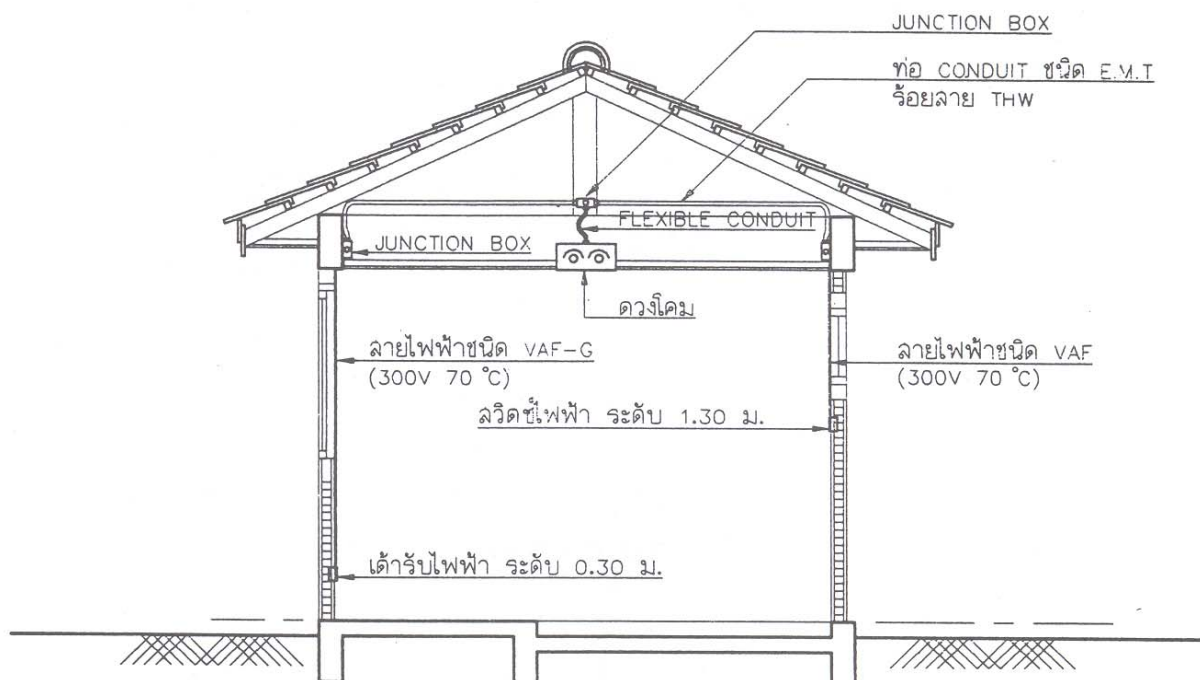 JUNCTION BOX
ท่อ CONDUIT ชนิด E.M.T
ร้อยสาย THW
FLEXIBLE CONDUIT
JUNCTION BOX
ดวงโคม
สายไฟฟ้าชนิด VAF-G
(300V 70 °C)
สายไฟฟ้าชนิด VAF
(300V 70 °C)
สวิตช์ไฟฟ้า ระดับ 1.30 ม.
เต้ารับไฟฟ้า ระดับ 0.30 ม.